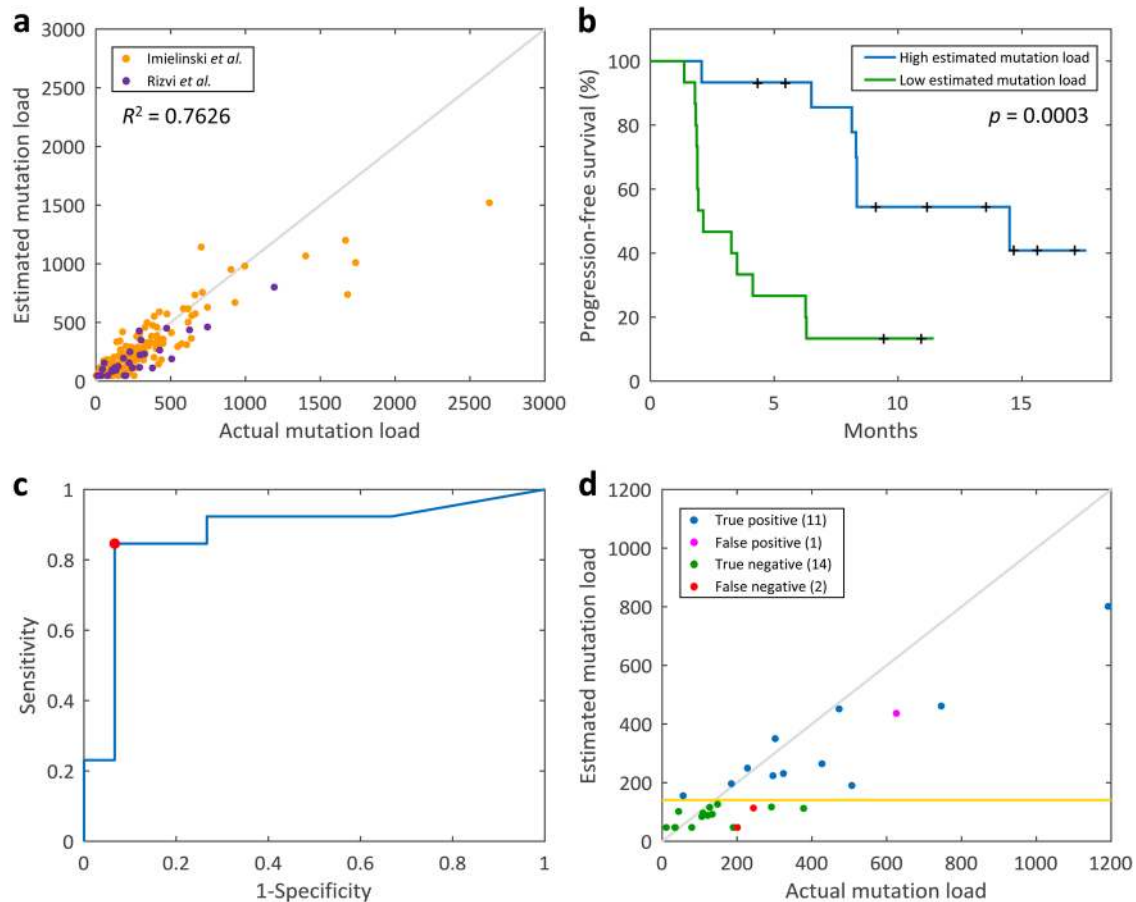 a
3000
2500
2000
1500
1000
500
0
Estimated mutation load
Imielinski et al.
Rizvi et al.
R² = 0.7626
0 500 1000 1500 2000 2500 3000
Actual mutation load
b
100
80
60
40
20
0
Progression-free survival (%)
High estimated mutation load
Low estimated mutation load
p = 0.0003
0 5 10 15
Months
c
1
0.8
0.6
0.4
0.2
0
Sensitivity
0 0.2 0.4 0.6 0.8 1
1-Specificity
d
1200
1000
800
600
400
200
0
Estimated mutation load
True positive (11)
False positive (1)
True negative (14)
False negative (2)
0 200 400 600 800 1000 1200
Actual mutation load